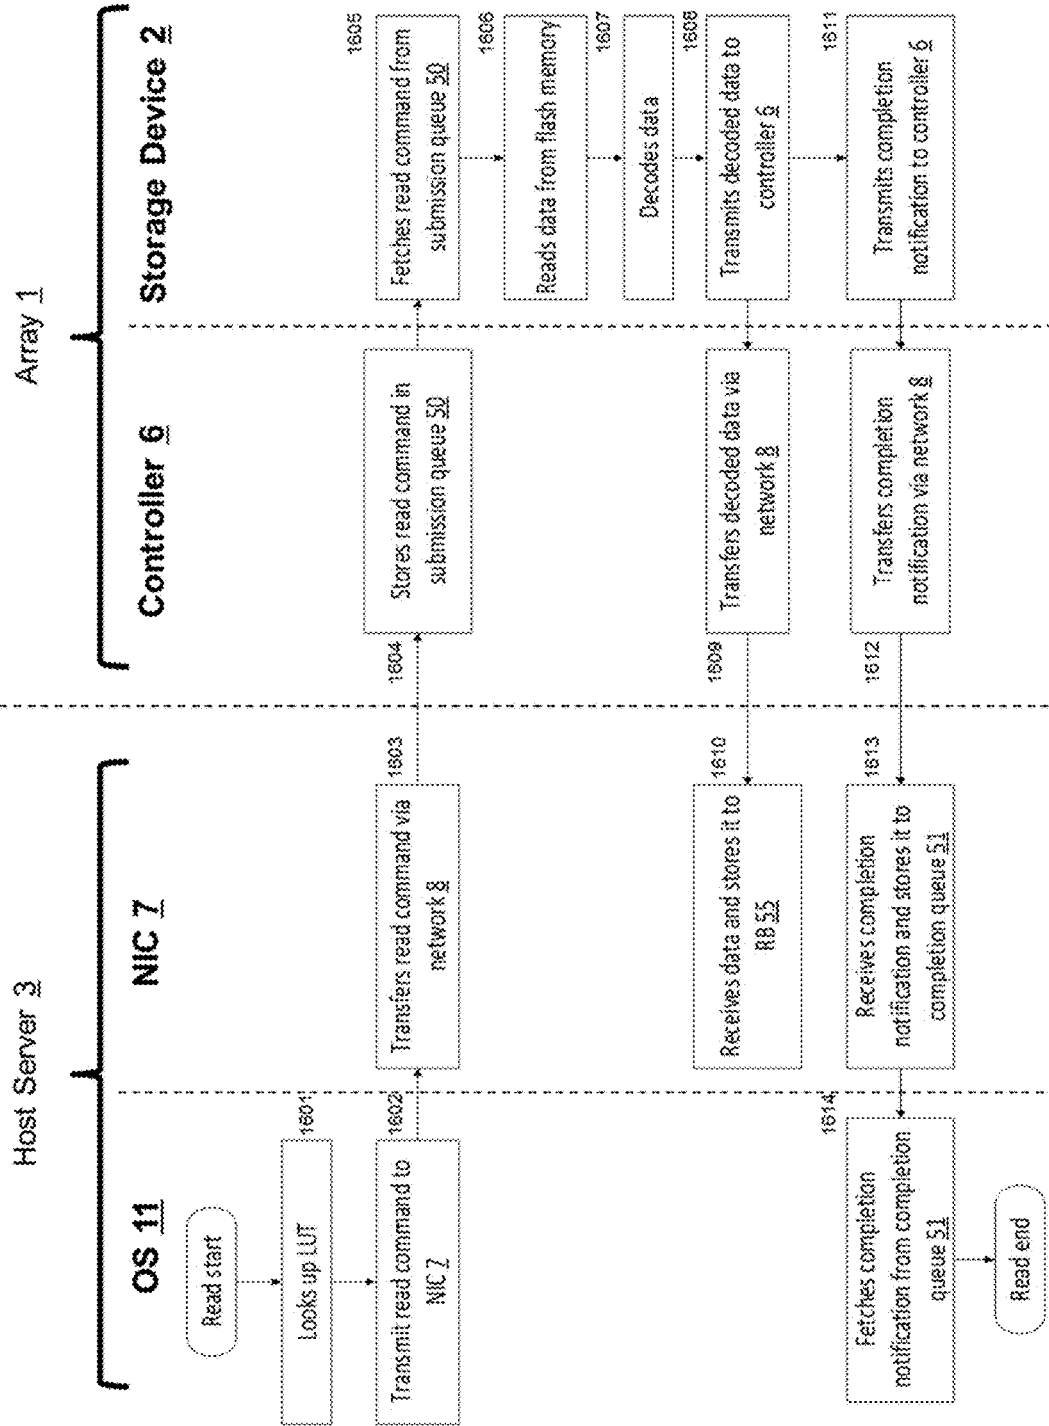 Host Server 3
Array 1
OS 11
NIC 7
Controller 6
Storage Device 2
Read start
1601
Looks up LUT
1602
Transmit read command to
NIC 7
1603
Transfers read command via
network 8
1604
Stores read command in
submission queue 50
1605
Fetches read command from
submission queue 50
1606
Reads data from flash memory
1607
Decodes data
1608
Transmits decoded data to
controller 6
1609
Transfers decoded data via
network 8
1610
Receives data and stores it to
RB 55
1611
Transmits completion
notification to controller 6
1612
Transfers completion
notification via network 8
1613
Receives completion
notification and stores it to
completion queue 51
1614
Fetches completion
notification from completion
queue 51
Read end